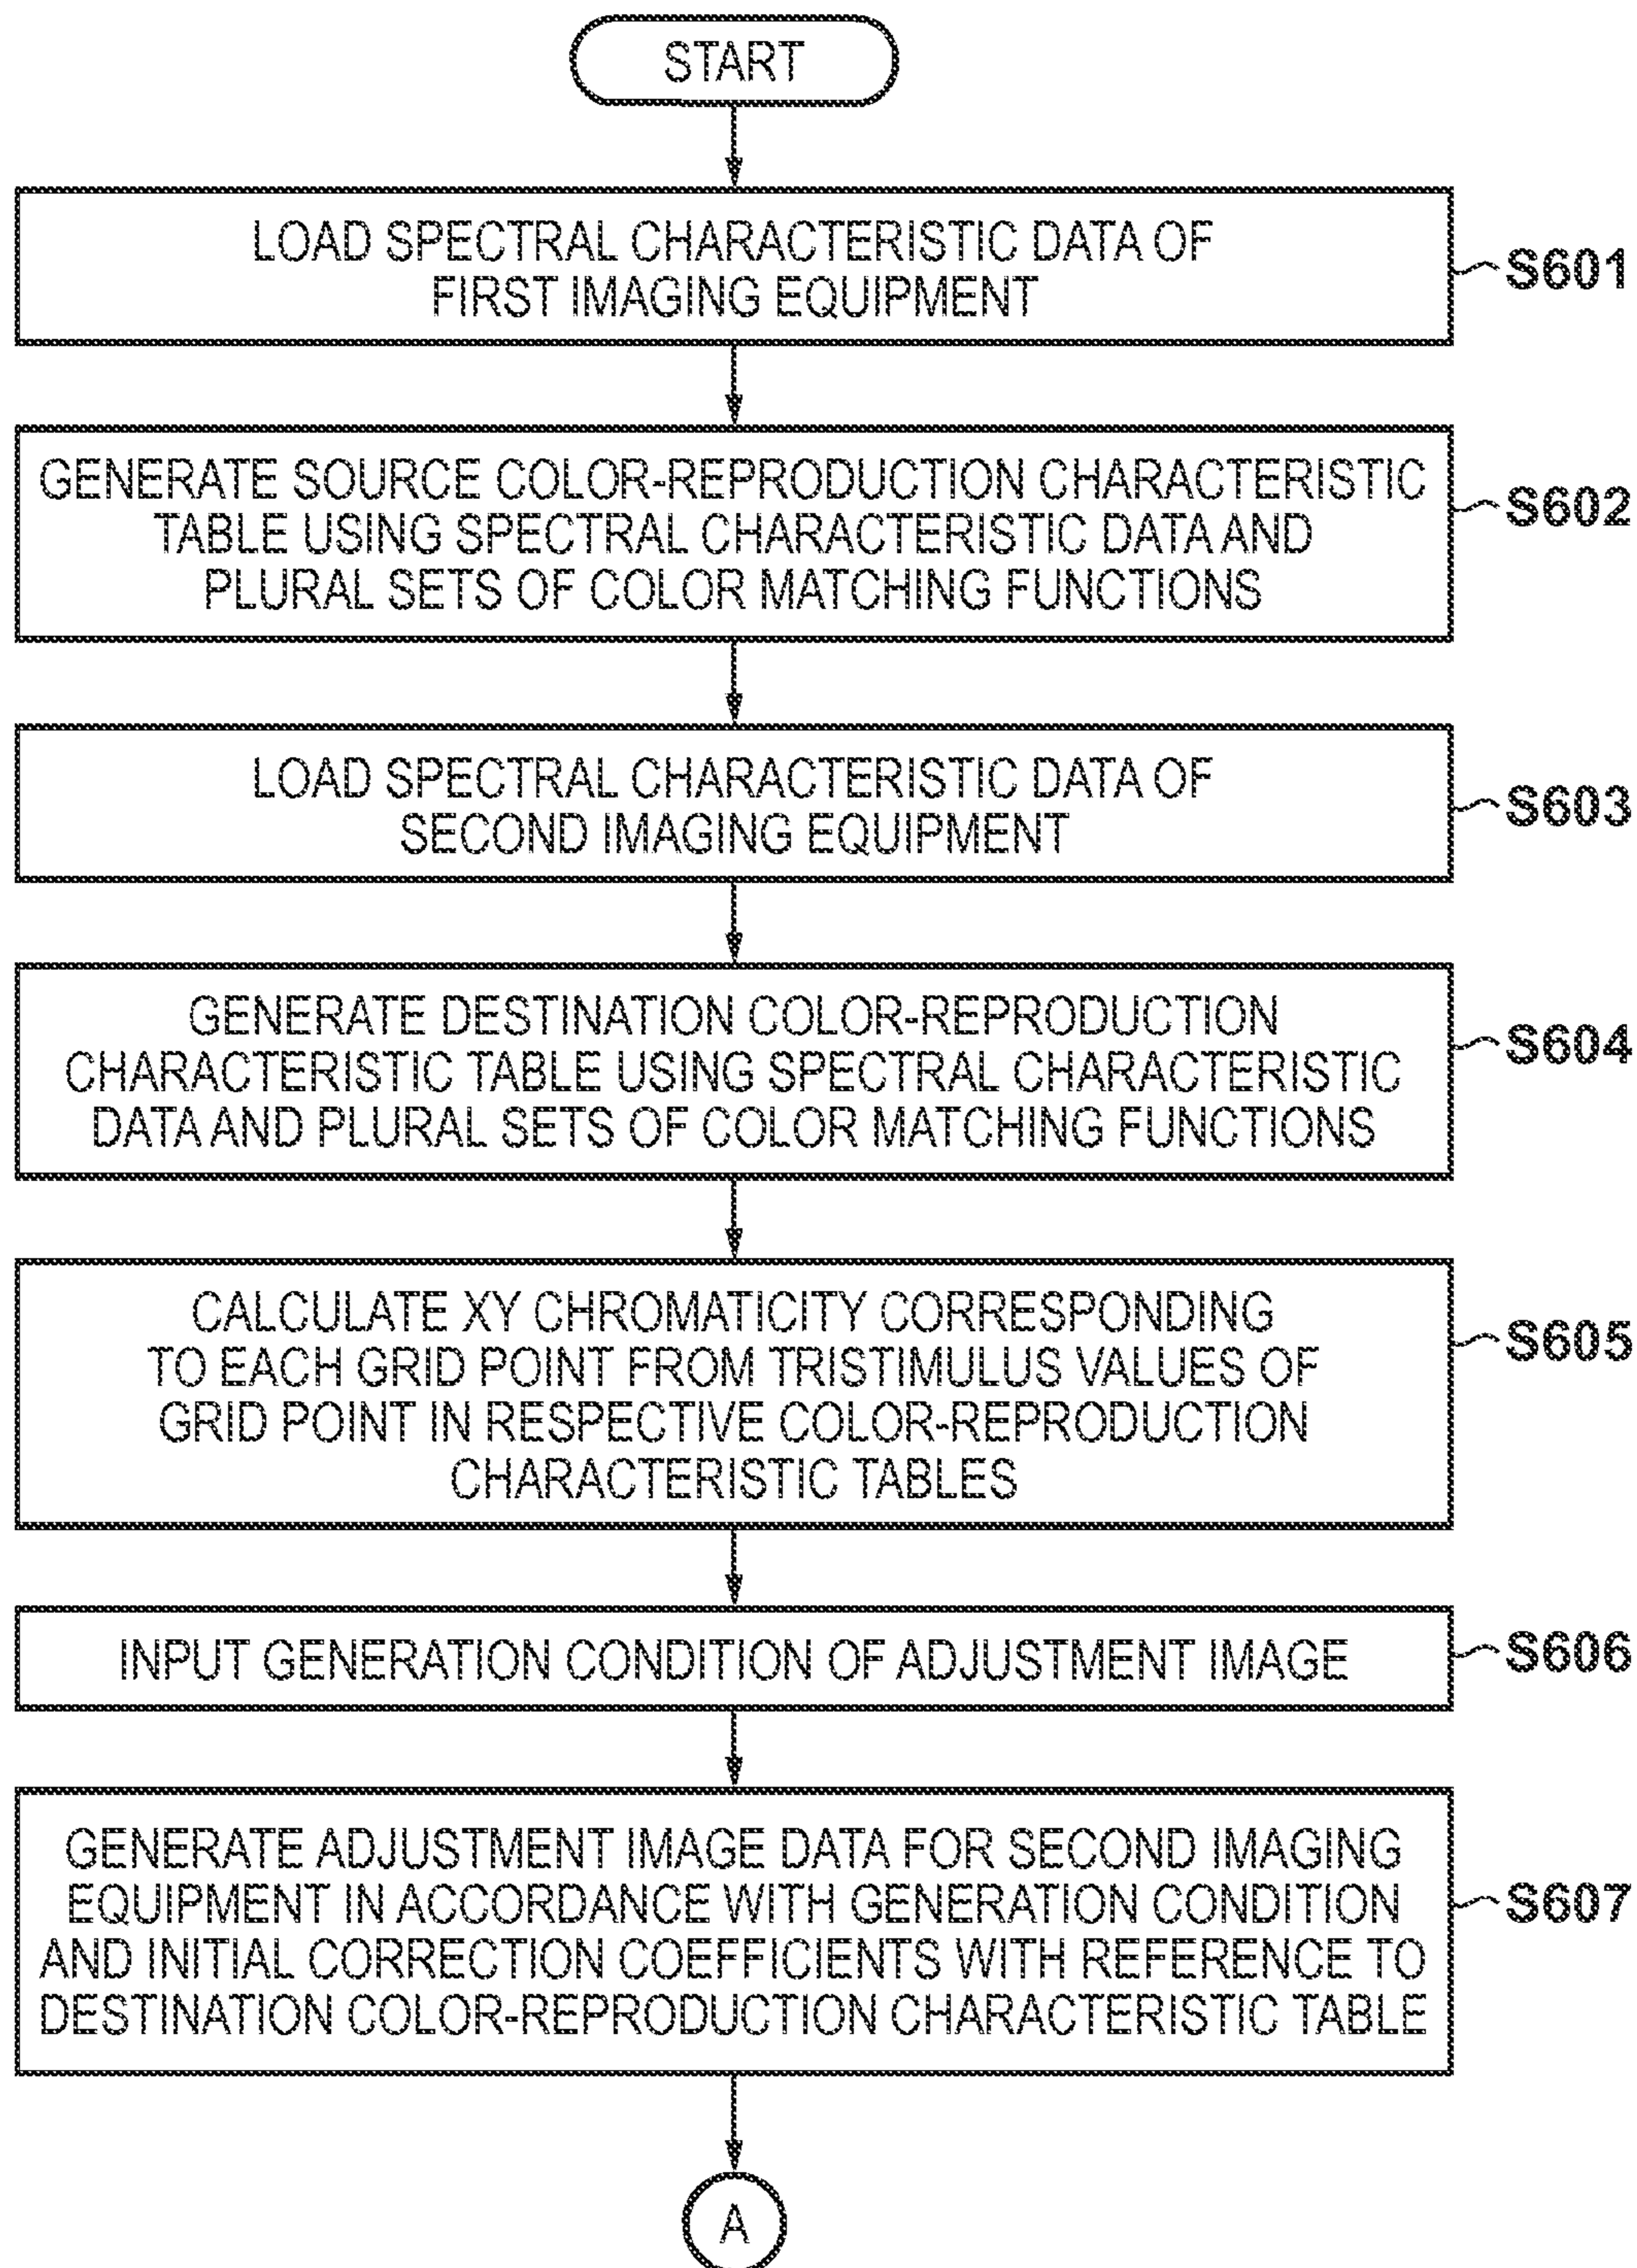 START
LOAD SPECTRAL CHARACTERISTIC DATA OF
FIRST IMAGING EQUIPMENT
S601
GENERATE SOURCE COLOR-REPRODUCTION CHARACTERISTIC
TABLE USING SPECTRAL CHARACTERISTIC DATA AND
PLURAL SETS OF COLOR MATCHING FUNCTIONS
S602
LOAD SPECTRAL CHARACTERISTIC DATA OF
SECOND IMAGING EQUIPMENT
S603
GENERATE DESTINATION COLOR-REPRODUCTION
CHARACTERISTIC TABLE USING SPECTRAL CHARACTERISTIC
DATA AND PLURAL SETS OF COLOR MATCHING FUNCTIONS
S604
CALCULATE XY CHROMATICITY CORRESPONDING
TO EACH GRID POINT FROM TRISTIMULUS VALUES OF
GRID POINT IN RESPECTIVE COLOR-REPRODUCTION
CHARACTERISTIC TABLES
S605
INPUT GENERATION CONDITION OF ADJUSTMENT IMAGE
S606
GENERATE ADJUSTMENT IMAGE DATA FOR SECOND IMAGING
EQUIPMENT IN ACCORDANCE WITH GENERATION CONDITION
AND INITIAL CORRECTION COEFFICIENTS WITH REFERENCE TO
DESTINATION COLOR-REPRODUCTION CHARACTERISTIC TABLE
S607
A